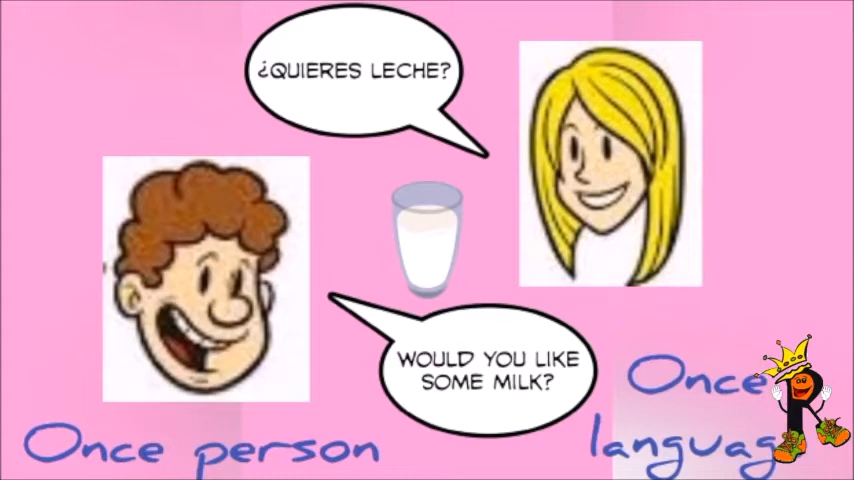 ¿QUIERES LECHE?
WOULD YOU LIKE
SOME MILK?
Once
languag
Once person